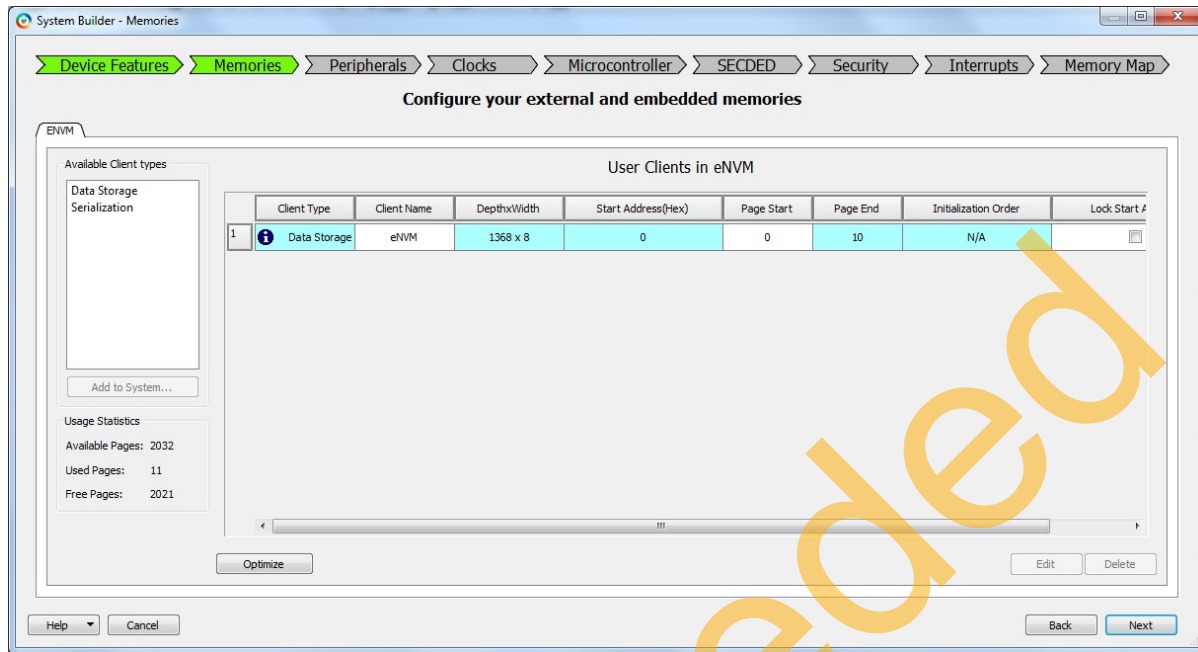 System Builder - Memories
Device Features Memories Peripherals Clocks Microcontroller SECDED Security Interrupts Memory Map
Configure your external and embedded memories
ENVM
Available Client types
Data Storage
Serialization
Add to System...
Usage Statistics
Available Pages: 2032
Used Pages: 11
Free Pages: 2021
User Clients in eNVM
Client Type Client Name DepthxWidth Start Address(Hex) Page Start Page End Initialization Order Lock Start A
1 Data Storage eNVM 1368 x 8 0 0 10 N/A
Optimize Edit Delete
Help Cancel Back Next
eded